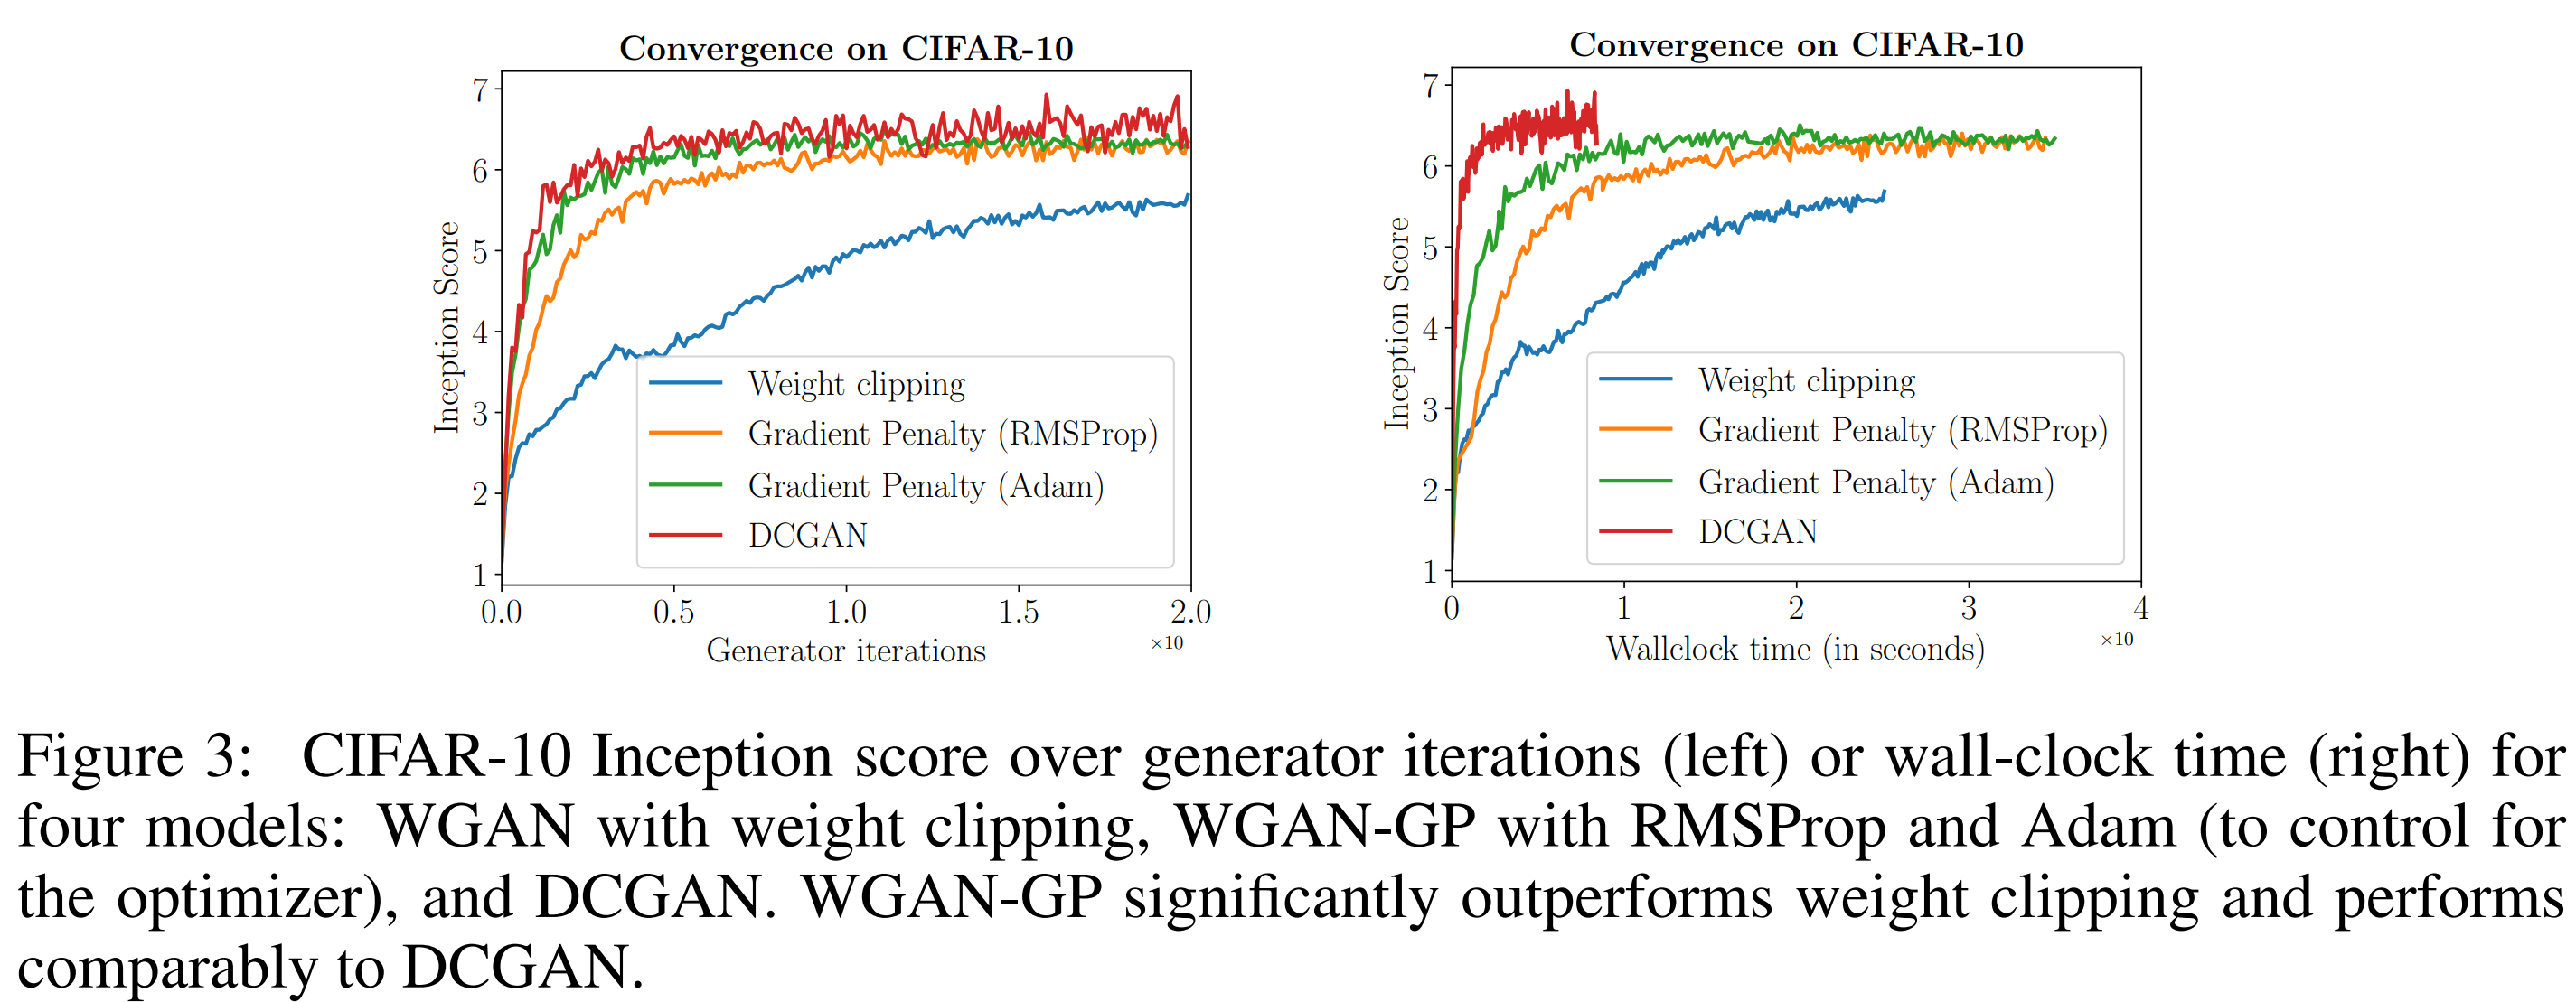 Convergence on CIFAR-10
7
6
5
4
3
2
1
Inception Score
Weight clipping
Gradient Penalty (RMSProp)
Gradient Penalty (Adam)
DCGAN
0.0 0.5 1.0 1.5 2.0
×10
Generator iterations
Convergence on CIFAR-10
7
6
5
4
3
2
1
Inception Score
Weight clipping
Gradient Penalty (RMSProp)
Gradient Penalty (Adam)
DCGAN
0 1 2 3 4
×10
Wallclock time (in seconds)
Figure 3: CIFAR-10 Inception score over generator iterations (left) or wall-clock time (right) for
four models: WGAN with weight clipping, WGAN-GP with RMSProp and Adam (to control for
the optimizer), and DCGAN. WGAN-GP significantly outperforms weight clipping and performs
comparably to DCGAN.